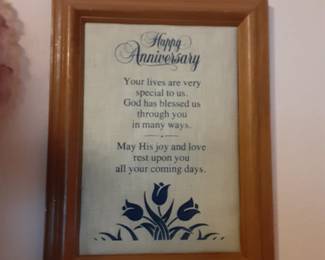 Happy
Anniversary
Your lives are very
special to us.
God has blessed us
through you
in many ways.
May His joy and love
rest upon you
all your coming days.